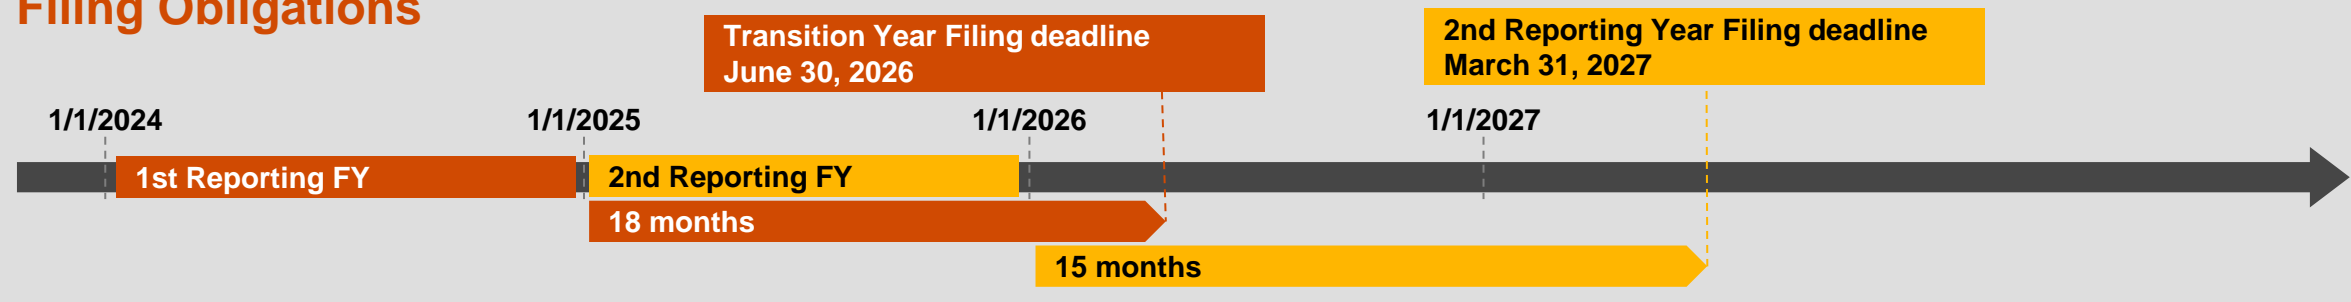 Filing Obligations
Transition Year Filing deadline
June 30, 2026
2nd Reporting Year Filing deadline
March 31, 2027
1/1/2024
1/1/2025
1/1/2026
1/1/2027
1st Reporting FY
2nd Reporting FY
18 months
15 months